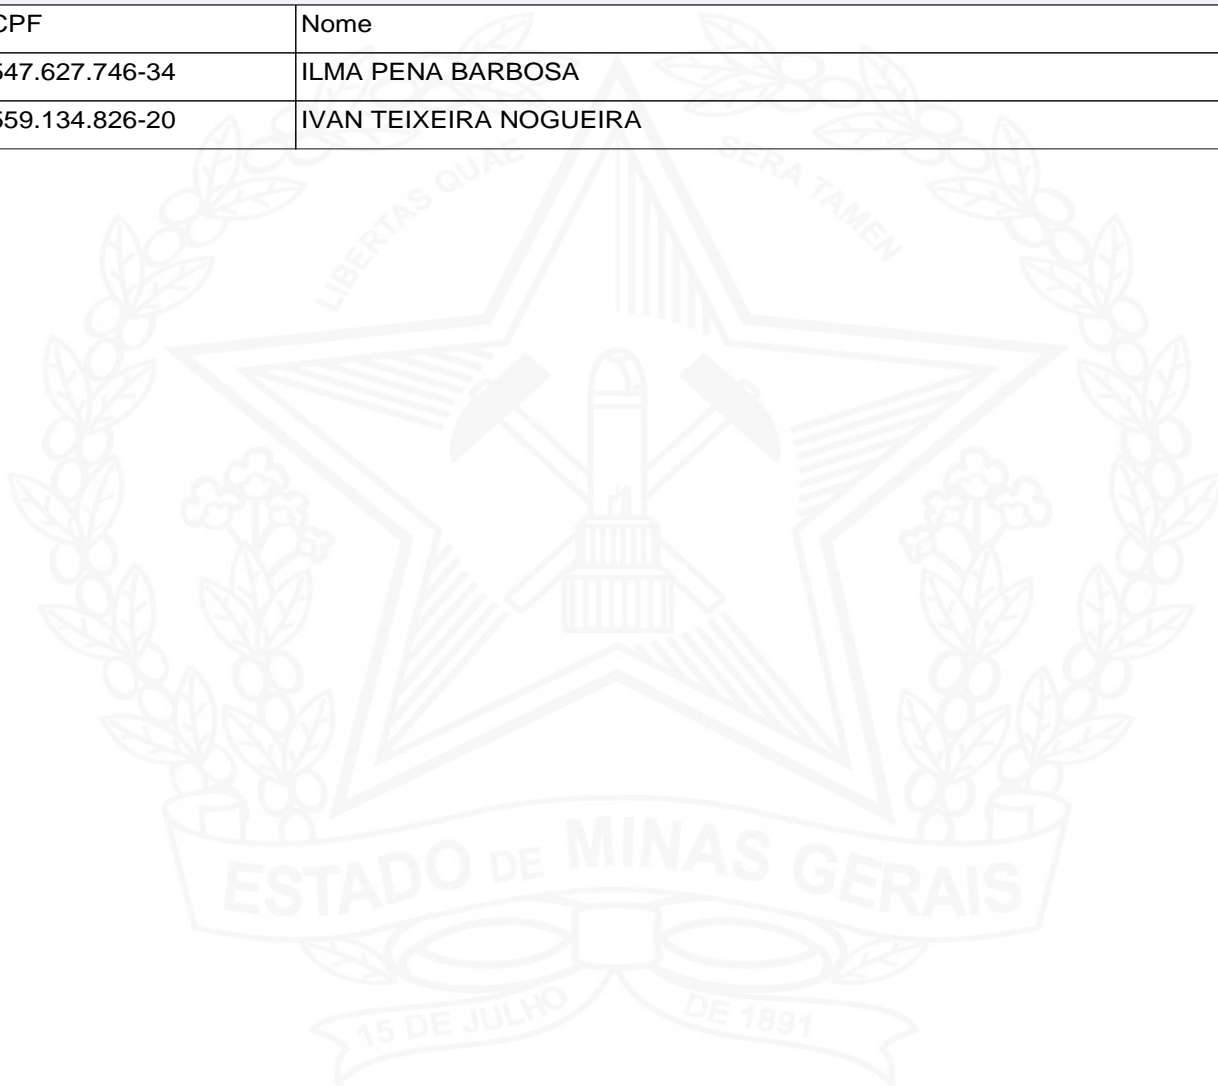 CPF Nome
547.627.746-34 ILMA PENA BARBOSA
559.134.826-20 IVAN TEIXEIRA NOGUEIRA
LIBERTAS QUAE SERA TAMEN
ESTADO DE MINAS GERAIS
15 DE JULHO DE 1891